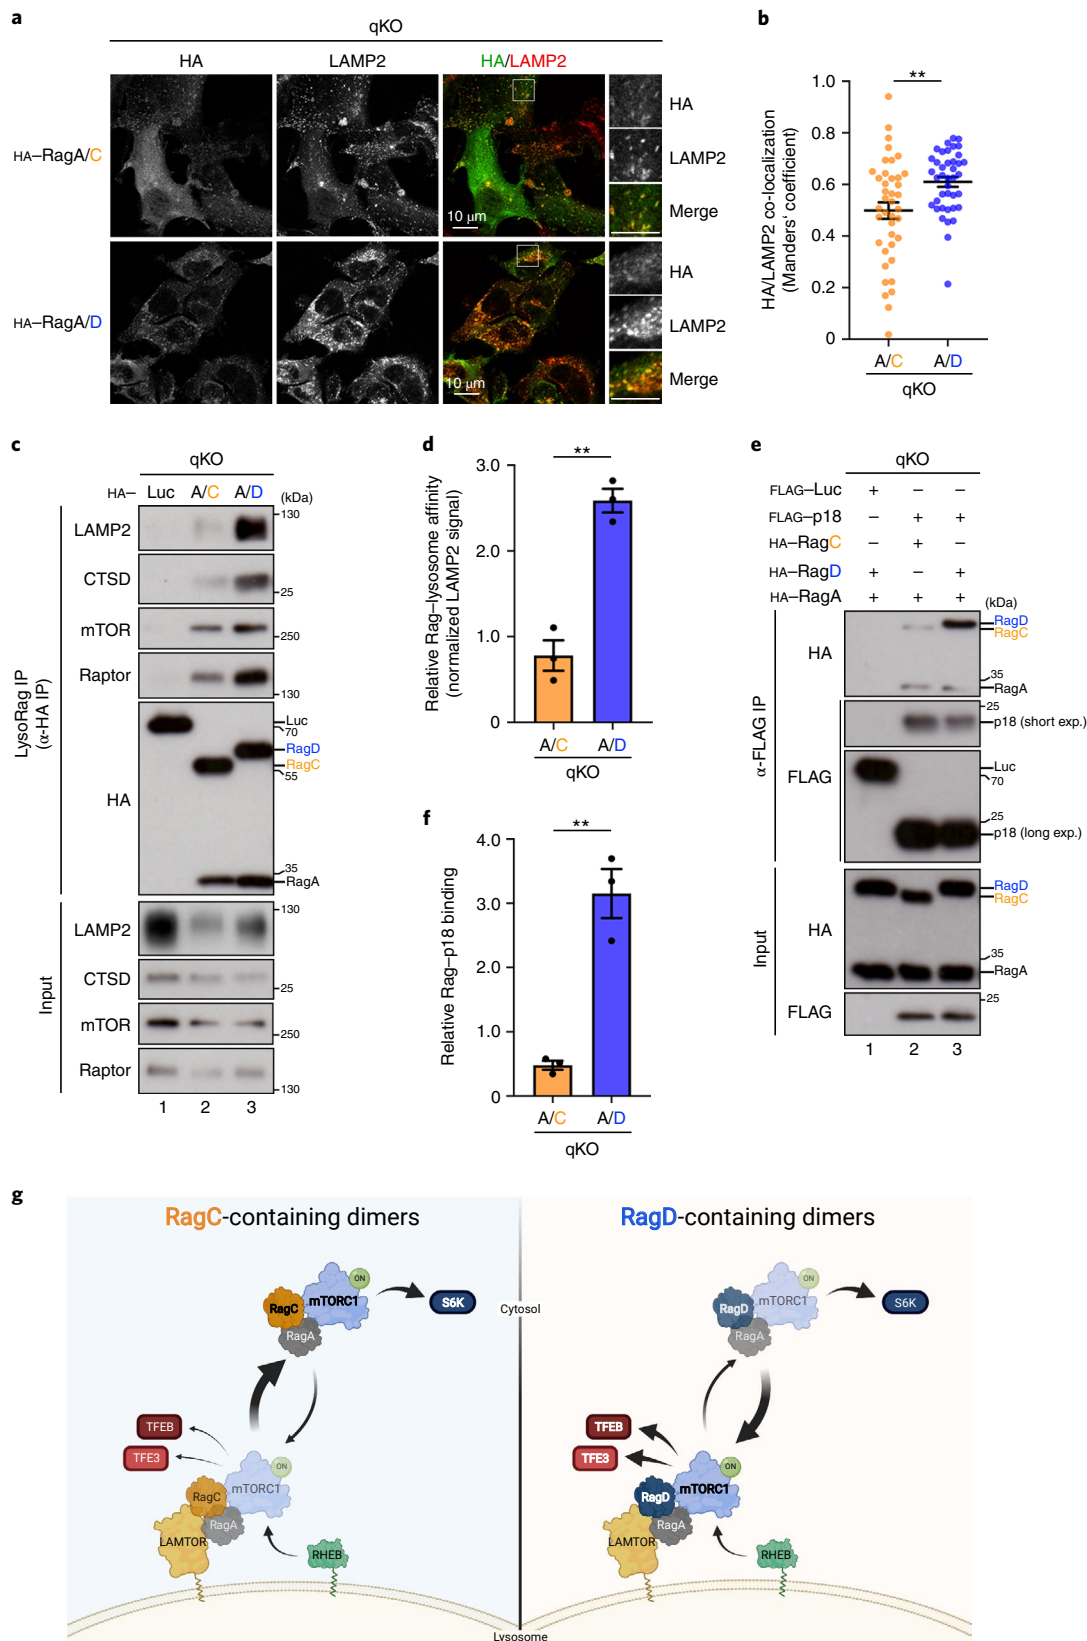 a
qKO
HA LAMP2 HA/LAMP2
HA–RagA/C
10 μm
HA
LAMP2
Merge
HA–RagA/D
10 μm
HA
LAMP2
Merge
b
**
HA/LAMP2 co-localization
(Manders' coefficient)
1.0
0.8
0.6
0.4
0.2
0
A/C A/D
qKO
c
qKO
HA– Luc A/C A/D (kDa)
LysoRag IP
(α-HA IP)
LAMP2 130
CTSD 25
mTOR 250
Raptor 130
HA
Luc
70
RagD
RagC
55
35
RagA
Input
LAMP2 130
CTSD 25
mTOR 250
Raptor 130
1 2 3
d
**
Relative Rag–lysosome affinity
(normalized LAMP2 signal)
3.0
2.0
1.0
0
A/C A/D
qKO
e
qKO
FLAG–Luc + – –
FLAG–p18 – + +
HA–RagC – + –
HA–RagD + – +
HA–RagA + + +
(kDa)
α-FLAG IP
HA
RagD
RagC
35
RagA
FLAG
25
p18 (short exp.)
Luc
70
25
p18 (long exp.)
Input
HA
RagD
RagC
35
RagA
FLAG 25
1 2 3
f
**
Relative Rag–p18 binding
4.0
3.0
2.0
1.0
0
A/C A/D
qKO
g
RagC-containing dimers
RagC
mTORC1
ON
RagA
S6K
TFEB
TFE3
RagC
mTORC1
ON
RagA
LAMTOR
RHEB
Cytosol
Lysosome
RagD-containing dimers
RagD
mTORC1
ON
RagA
S6K
TFEB
TFE3
RagD
mTORC1
ON
RagA
LAMTOR
RHEB